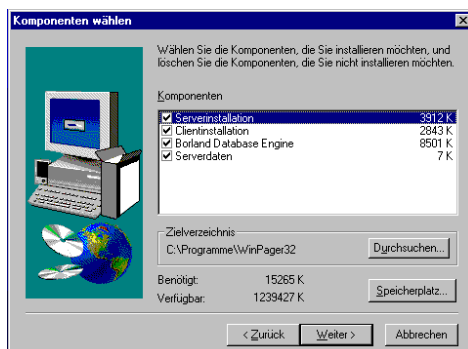 Komponenten wählen
Wählen Sie die Komponenten, die Sie installieren möchten, und
löschen Sie die Komponenten, die Sie nicht installieren möchten.
Komponenten
Serverinstallation 3912 K
Clientinstallation 2843 K
Borland Database Engine 8501 K
Serverdaten 7 K
Zielverzeichnis
C:\Programme\WinPager32
Durchsuchen...
Benötigt: 15265 K
Verfügbar: 1239427 K
Speicherplatz...
< Zurück Weiter > Abbrechen